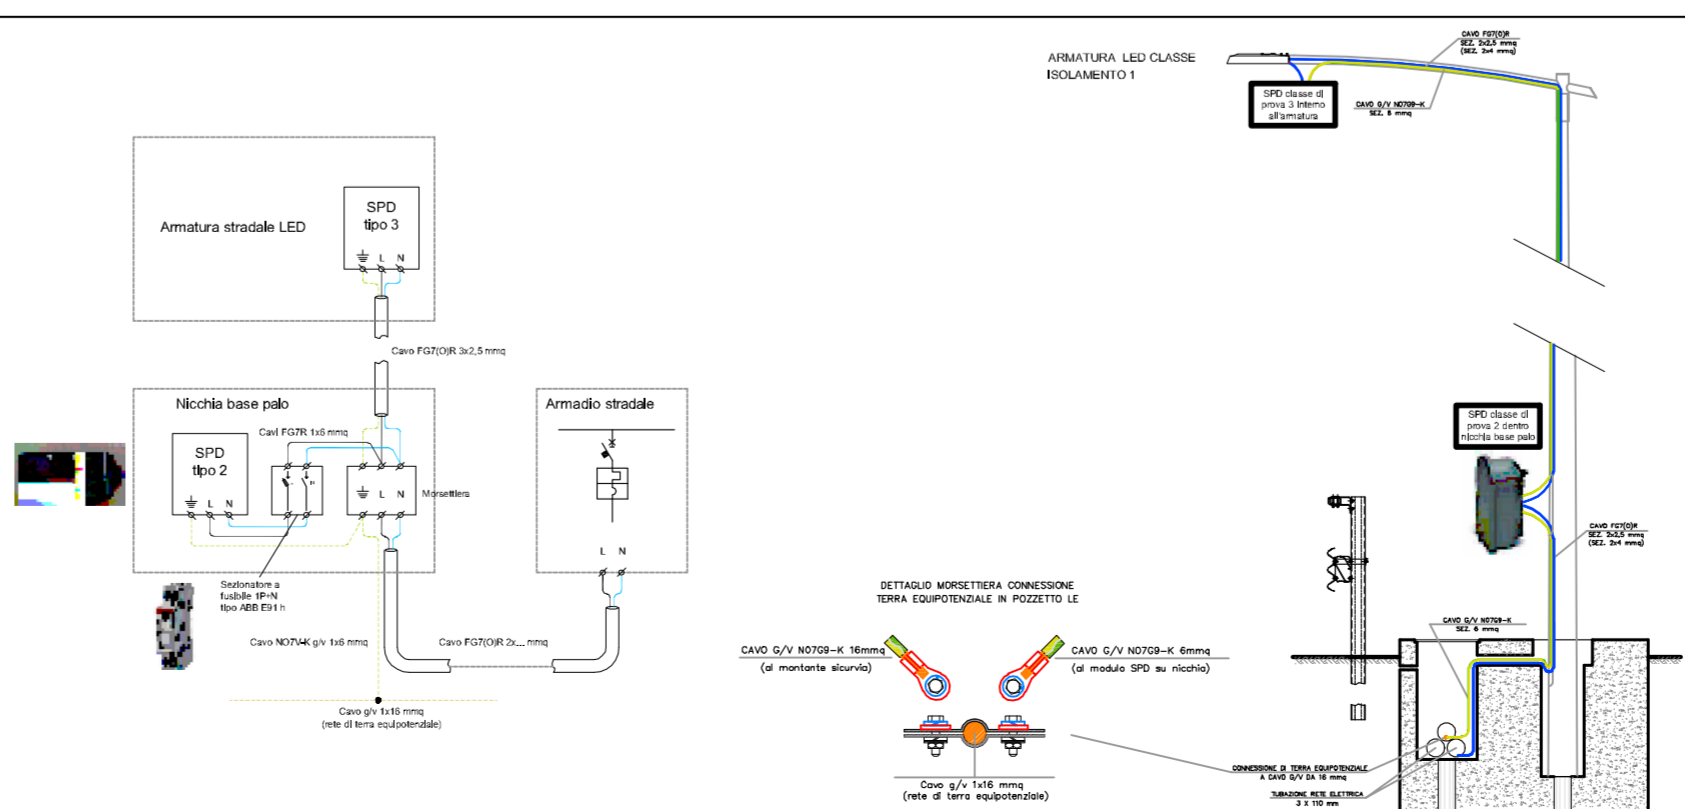 ARMATURA LED CLASSE
ISOLAMENTO 1
CAVO FG7(O)R
SEZ. 2x2,5 mmq
(SEZ. 2x4 mmq)
SPD classe di
prova 3 interno
all'armatura
CAVO G/V N07G9-K
SEZ. 6 mmq
Armatura stradale LED
SPD
tipo 3
L N
Cavo FG7(O)R 3x2,5 mmq
Nicchia base palo
Cavi FG7R 1x6 mmq
SPD
tipo 2
L N
L N
Morsettiera
Sezionatore a
fusibile 1P+N
tipo ABB E91 h
Armadio stradale
L N
Cavo NO7V-K g/v 1x6 mmq
Cavo FG7(O)R 2x... mmq
Cavo g/v 1x16 mmq
(rete di terra equipotenziale)
SPD classe di
prova 2 dentro
nicchia base palo
CAVO FG7(O)R
SEZ. 2x2,5 mmq
(SEZ. 2x4 mmq)
DETTAGLIO MORSETTIERA CONNESSIONE
TERRA EQUIPOTENZIALE IN POZZETTO LE
CAVO G/V N07G9-K 16mmq
(al montante sicurvia)
CAVO G/V N07G9-K 6mmq
(al modulo SPD su nicchia)
Cavo g/v 1x16 mmq
(rete di terra equipotenziale)
CAVO G/V N07G9-K
SEZ. 6 mmq
CONNESSIONE DI TERRA EQUIPOTENZIALE
A CAVO G/V DA 16 mmq
TUBAZIONE RETE ELETTRICA
3 X 110 mm